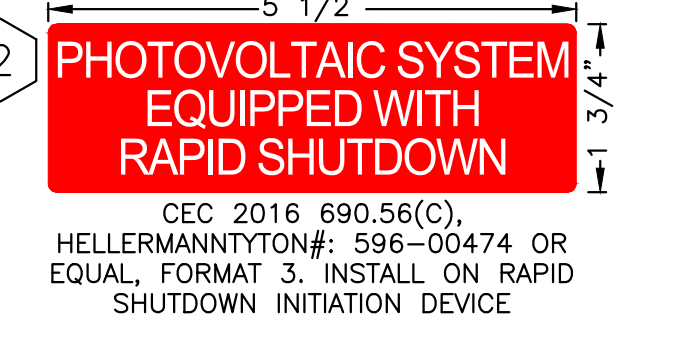 5 1/2
2
PHOTOVOLTAIC SYSTEM
EQUIPPED WITH
RAPID SHUTDOWN
1 3/4"
CEC 2016 690.56(C),
HELLERMANNTYTON#: 596-00474 OR
EQUAL, FORMAT 3. INSTALL ON RAPID
SHUTDOWN INITIATION DEVICE